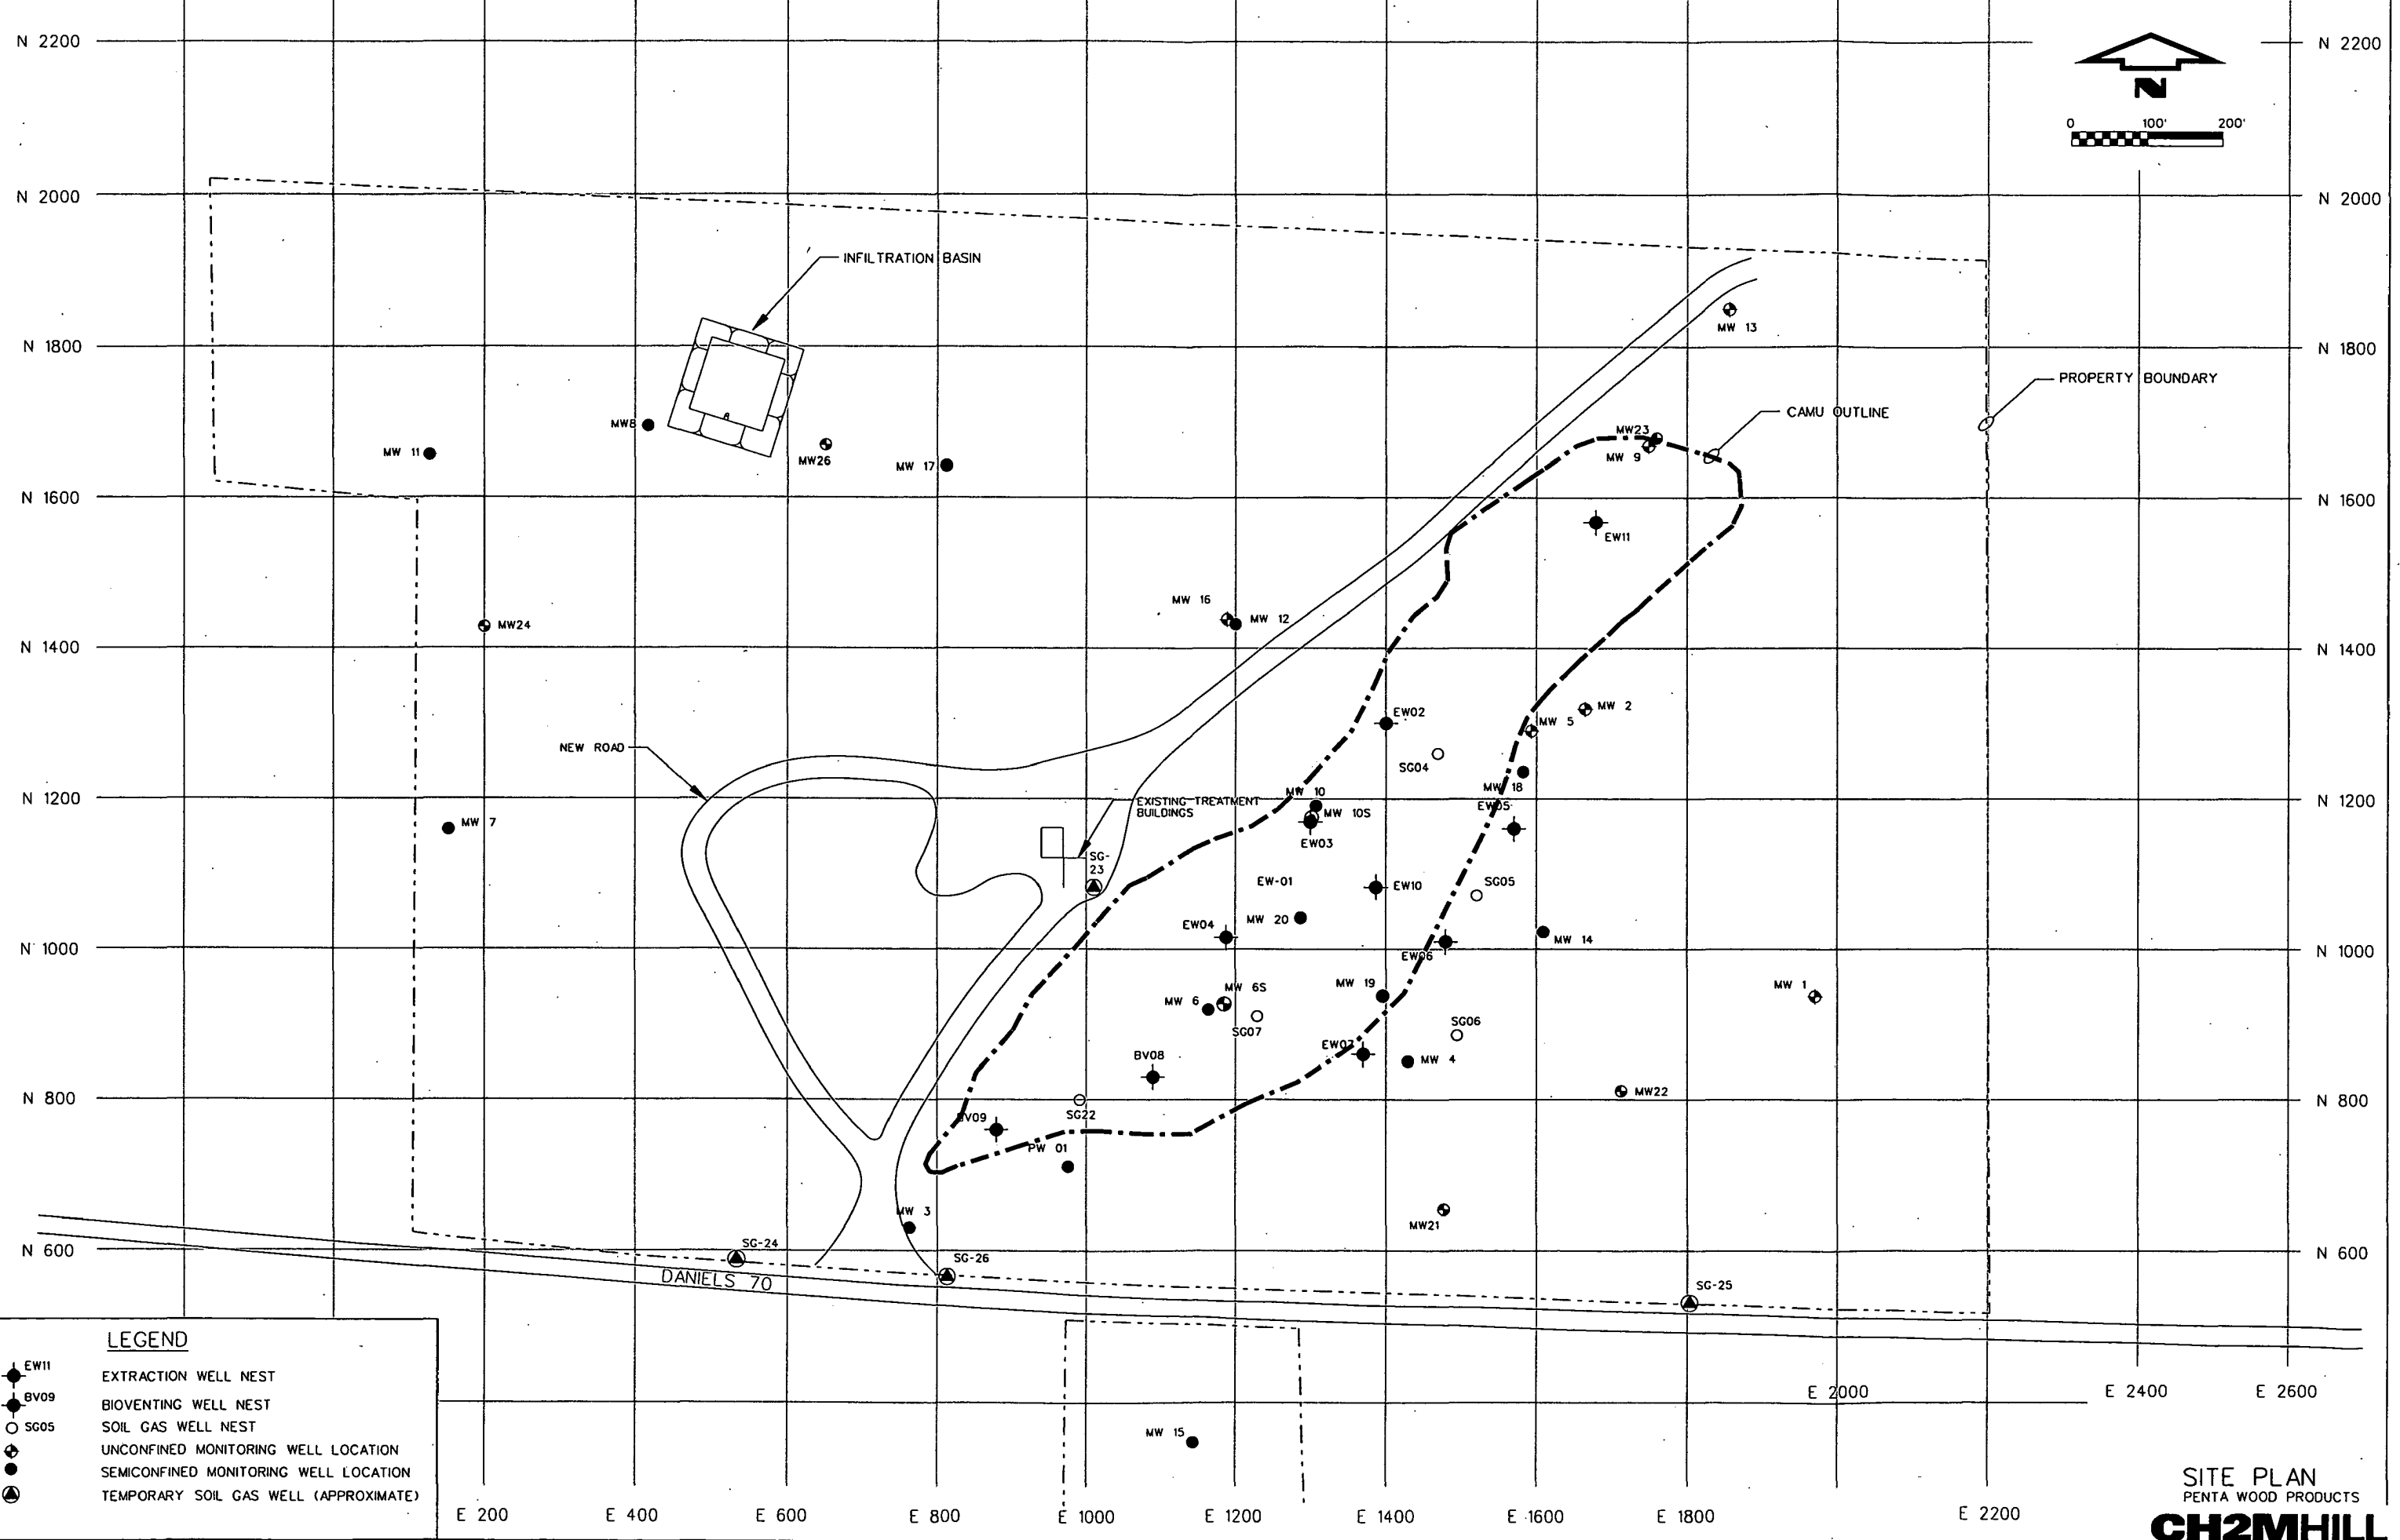 N 2200
N 2200
N
0 100' 200'
N 2000
N 2000
INFILTRATION BASIN
MW 13
N 1800
N 1800
PROPERTY BOUNDARY
CAMU OUTLINE
MW8
MW23
MW 11
MW26
MW 17
MW 9
N 1600
N 1600
EW11
MW 16
MW 12
MW24
N 1400
N 1400
EW02
MW 2
MW 5
NEW ROAD
SG04
MW 10
MW 18
N 1200
N 1200
EXISTING TREATMENT
BUILDINGS
EW05
MW 10S
MW 7
EW03
SG-
23
EW-01
EW10
SG05
MW 20
EW04
MW 14
N 1000
N 1000
EW06
MW 19
MW 1
MW 6S
MW 6
SG07
SG06
EW07
BV08
MW 4
MW22
N 800
N 800
SG22
BV09
PW 01
MW 3
MW21
N 600
N 600
SG-24
SG-26
DANIELS 70
SG-25
LEGEND
EW11 EXTRACTION WELL NEST
BV09 BIOVENTING WELL NEST
SG05 SOIL GAS WELL NEST
UNCONFINED MONITORING WELL LOCATION
SEMICONFINED MONITORING WELL LOCATION
TEMPORARY SOIL GAS WELL (APPROXIMATE)
MW 15
E 2000
E 2400
E 2600
E 200
E 400
E 600
E 800
E 1000
E 1200
E 1400
E 1600
E 1800
E 2200
SITE PLAN
PENTA WOOD PRODUCTS
CH2MHILL